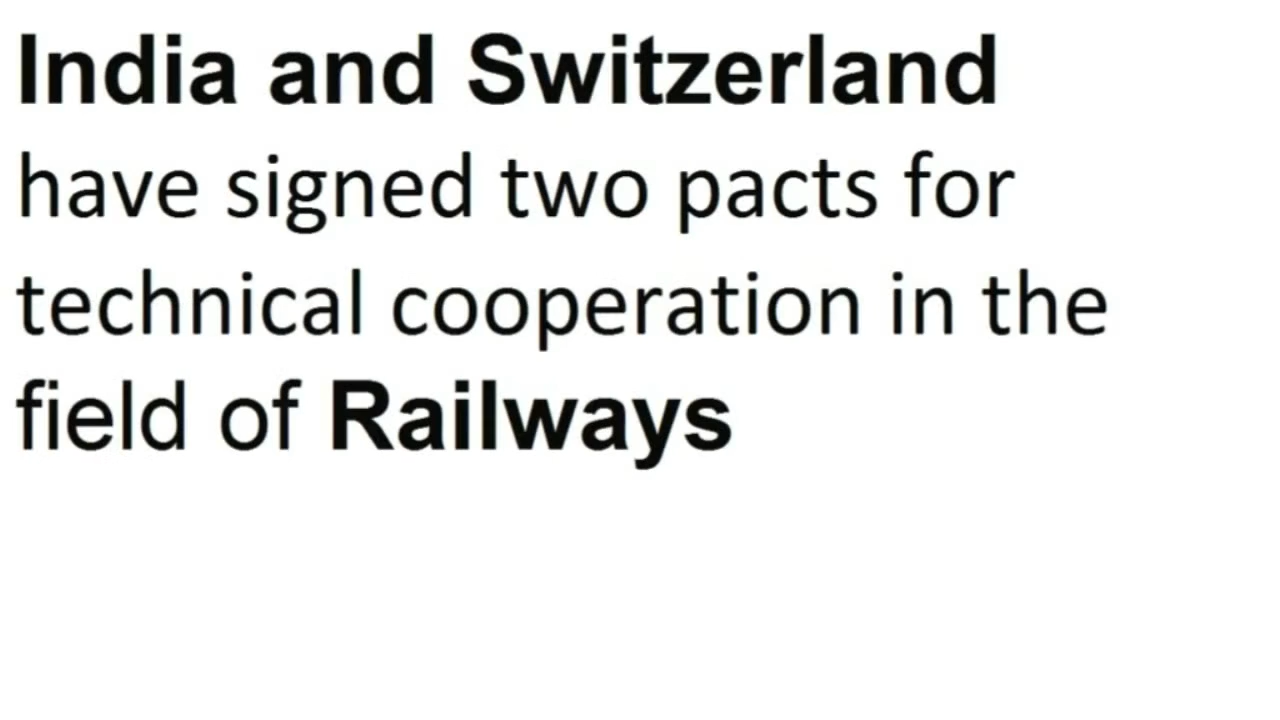 India and Switzerland
have signed two pacts for
technical cooperation in the
field of Railways